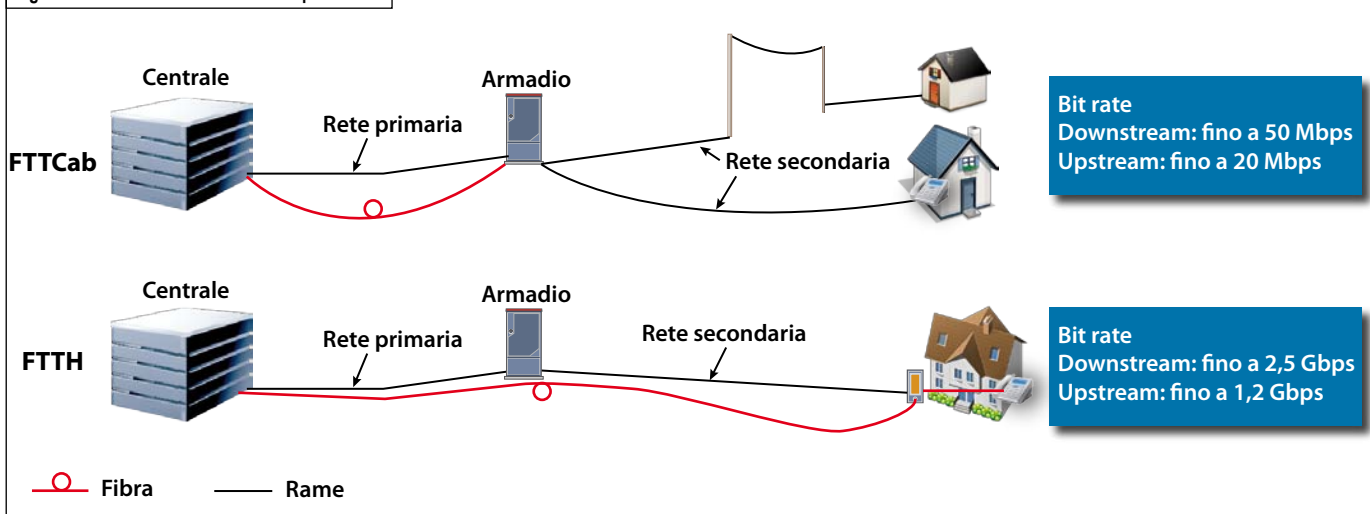 Centrale
Armadio
Rete primaria
FTTCab
Rete secondaria
Bit rate
Downstream: fino a 50 Mbps
Upstream: fino a 20 Mbps
Centrale
Armadio
Rete primaria
Rete secondaria
FTTH
Bit rate
Downstream: fino a 2,5 Gbps
Upstream: fino a 1,2 Gbps
Fibra
Rame